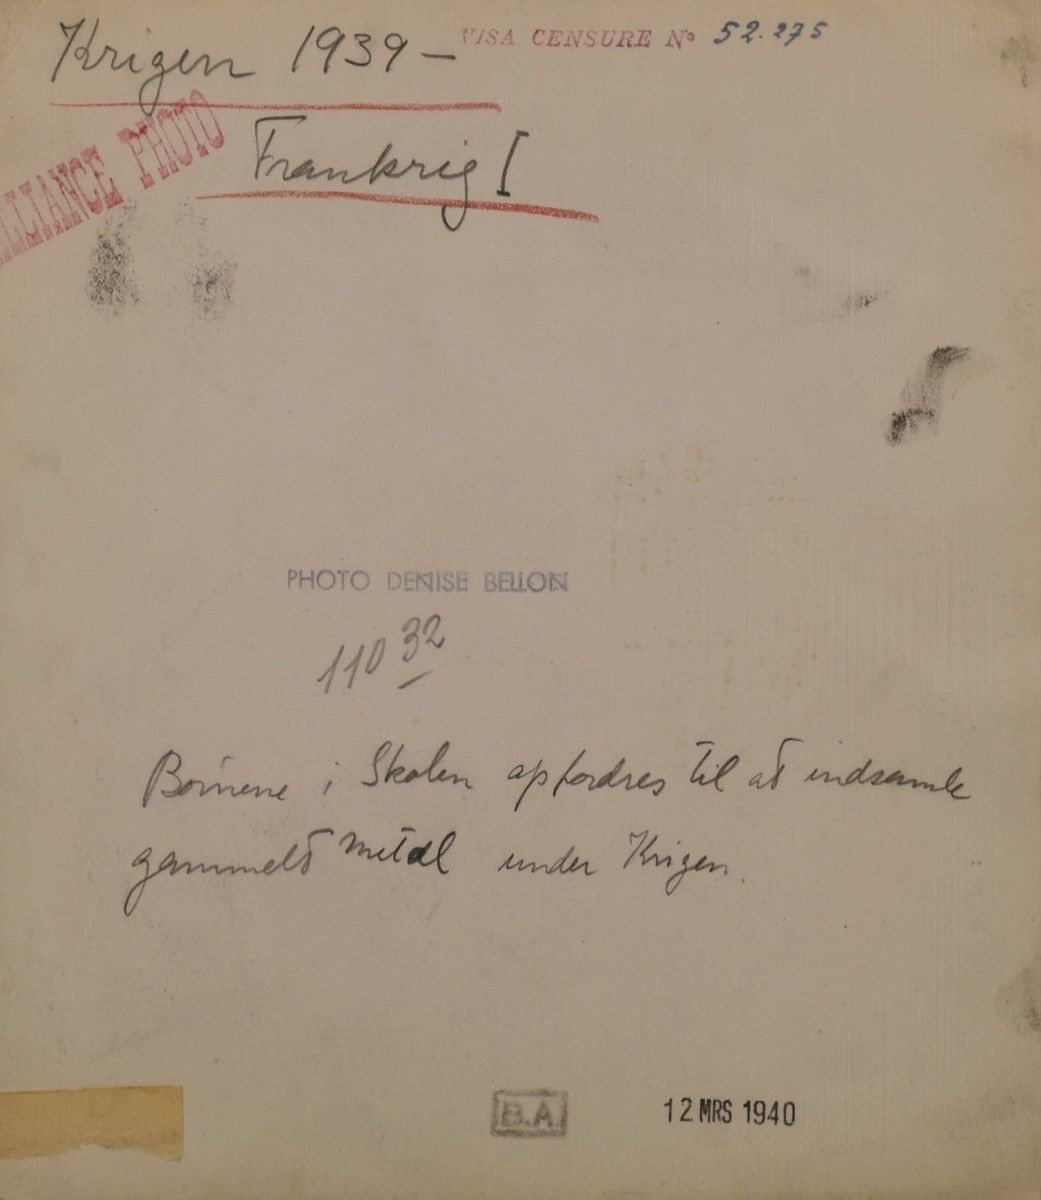 Krigen 1939 –
VISA CENSURE Nº 52.275
ALLIANCE PHOTO
Frankrig I
PHOTO DENISE BELLON
110 32
Börnene i Skolen opfordres til at indsamle
gammelt Metal under Krigen.
B.A.
12 MRS 1940